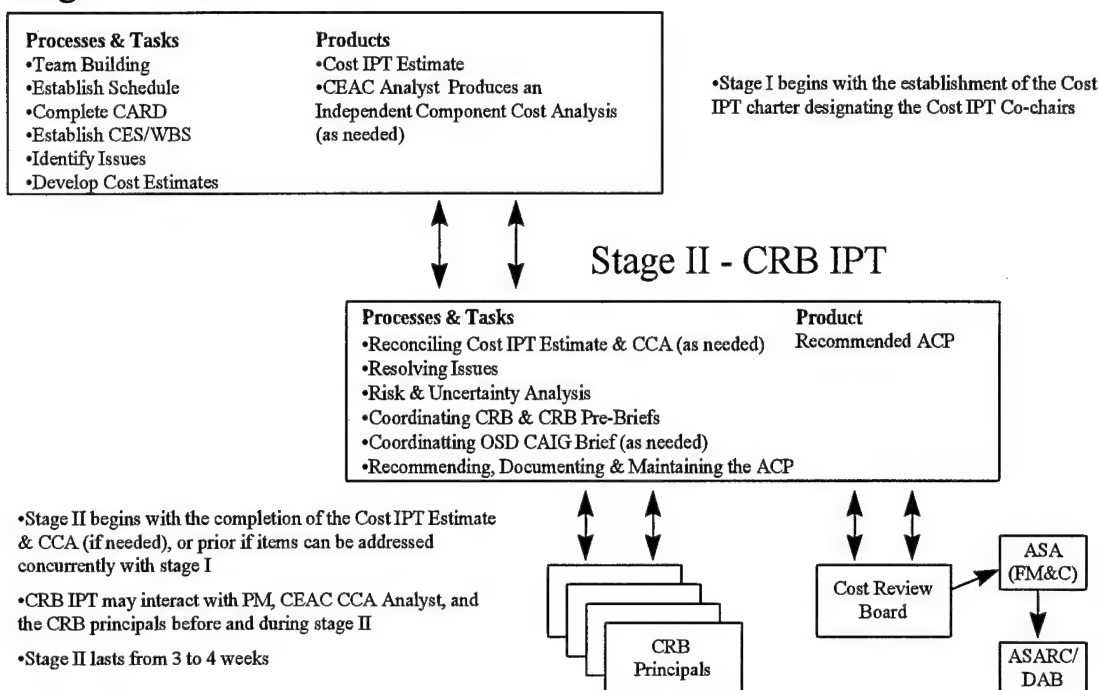 Processes & Tasks
•Team Building
•Establish Schedule
•Complete CARD
•Establish CES/WBS
•Identify Issues
•Develop Cost Estimates
Products
•Cost IPT Estimate
•CEAC Analyst Produces an
Independent Component Cost Analysis
(as needed)
•Stage I begins with the establishment of the Cost
IPT charter designating the Cost IPT Co-chairs
Stage II - CRB IPT
Processes & Tasks
•Reconciling Cost IPT Estimate & CCA (as needed)
•Resolving Issues
•Risk & Uncertainty Analysis
•Coordinating CRB & CRB Pre-Briefs
•Coordinatting OSD CAIG Brief (as needed)
•Recommending, Documenting & Maintaining the ACP
Product
Recommended ACP
•Stage II begins with the completion of the Cost IPT Estimate
& CCA (if needed), or prior if items can be addressed
concurrently with stage I
•CRB IPT may interact with PM, CEAC CCA Analyst, and
the CRB principals before and during stage II
•Stage II lasts from 3 to 4 weeks
CRB
Principals
Cost Review
Board
ASA
(FM&C)
ASARC/
DAB